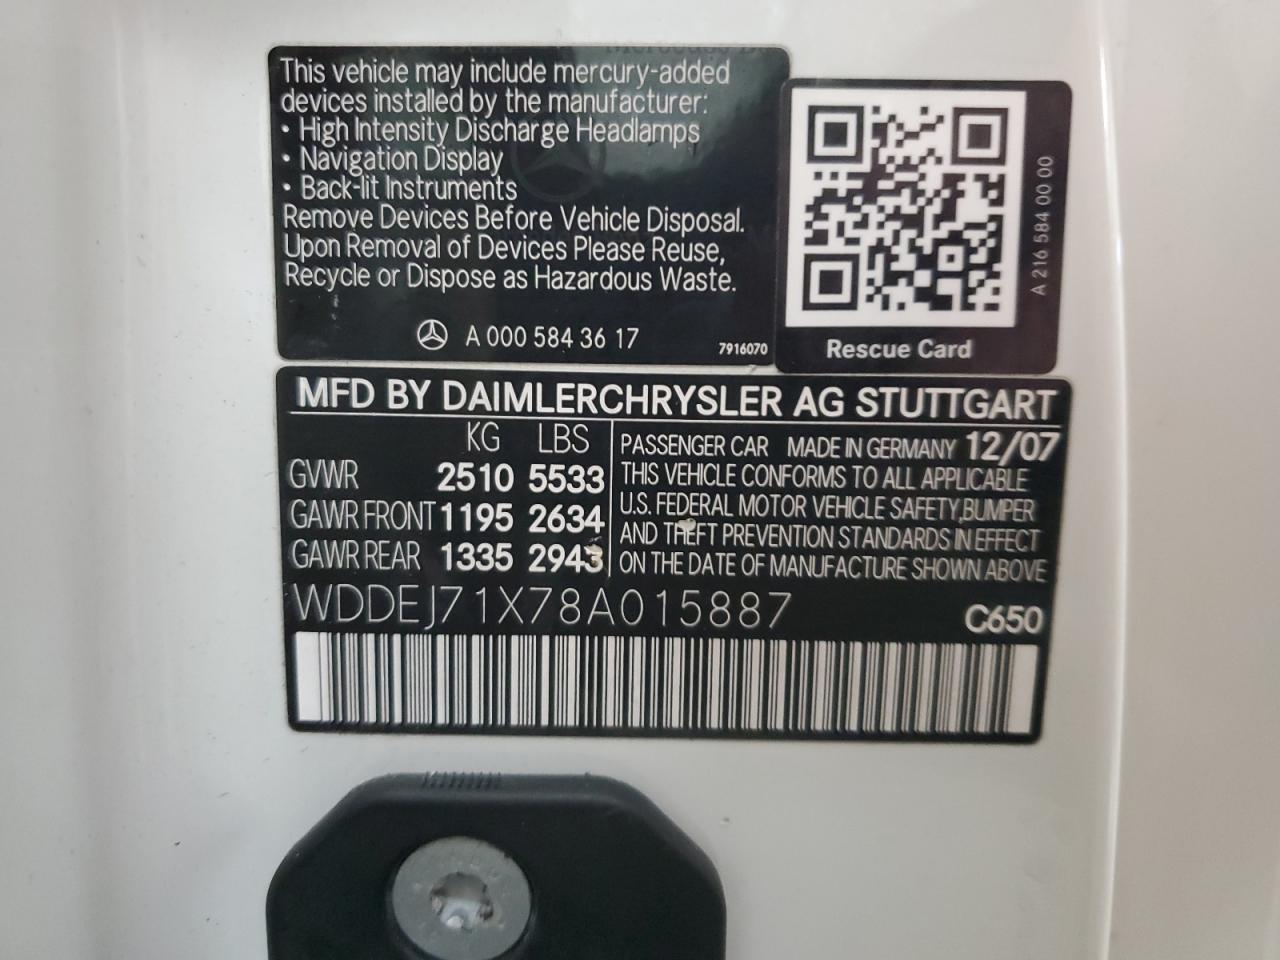 This vehicle may include mercury-added
devices installed by the manufacturer:
• High Intensity Discharge Headlamps
• Navigation Display
• Back-lit Instruments
Remove Devices Before Vehicle Disposal.
Upon Removal of Devices Please Reuse,
Recycle or Dispose as Hazardous Waste.
A 000 584 36 17
7916070
A 216 584 00 00
Rescue Card
MFD BY DAIMLERCHRYSLER AG STUTTGART
KG LBS
GVWR 2510 5533
GAWR FRONT 1195 2634
GAWR REAR 1335 2943
PASSENGER CAR MADE IN GERMANY 12/07
THIS VEHICLE CONFORMS TO ALL APPLICABLE
U.S. FEDERAL MOTOR VEHICLE SAFETY,BUMPER
AND THEFT PREVENTION STANDARDS IN EFFECT
ON THE DATE OF MANUFACTURE SHOWN ABOVE
WDDEJ71X78A015887
C650